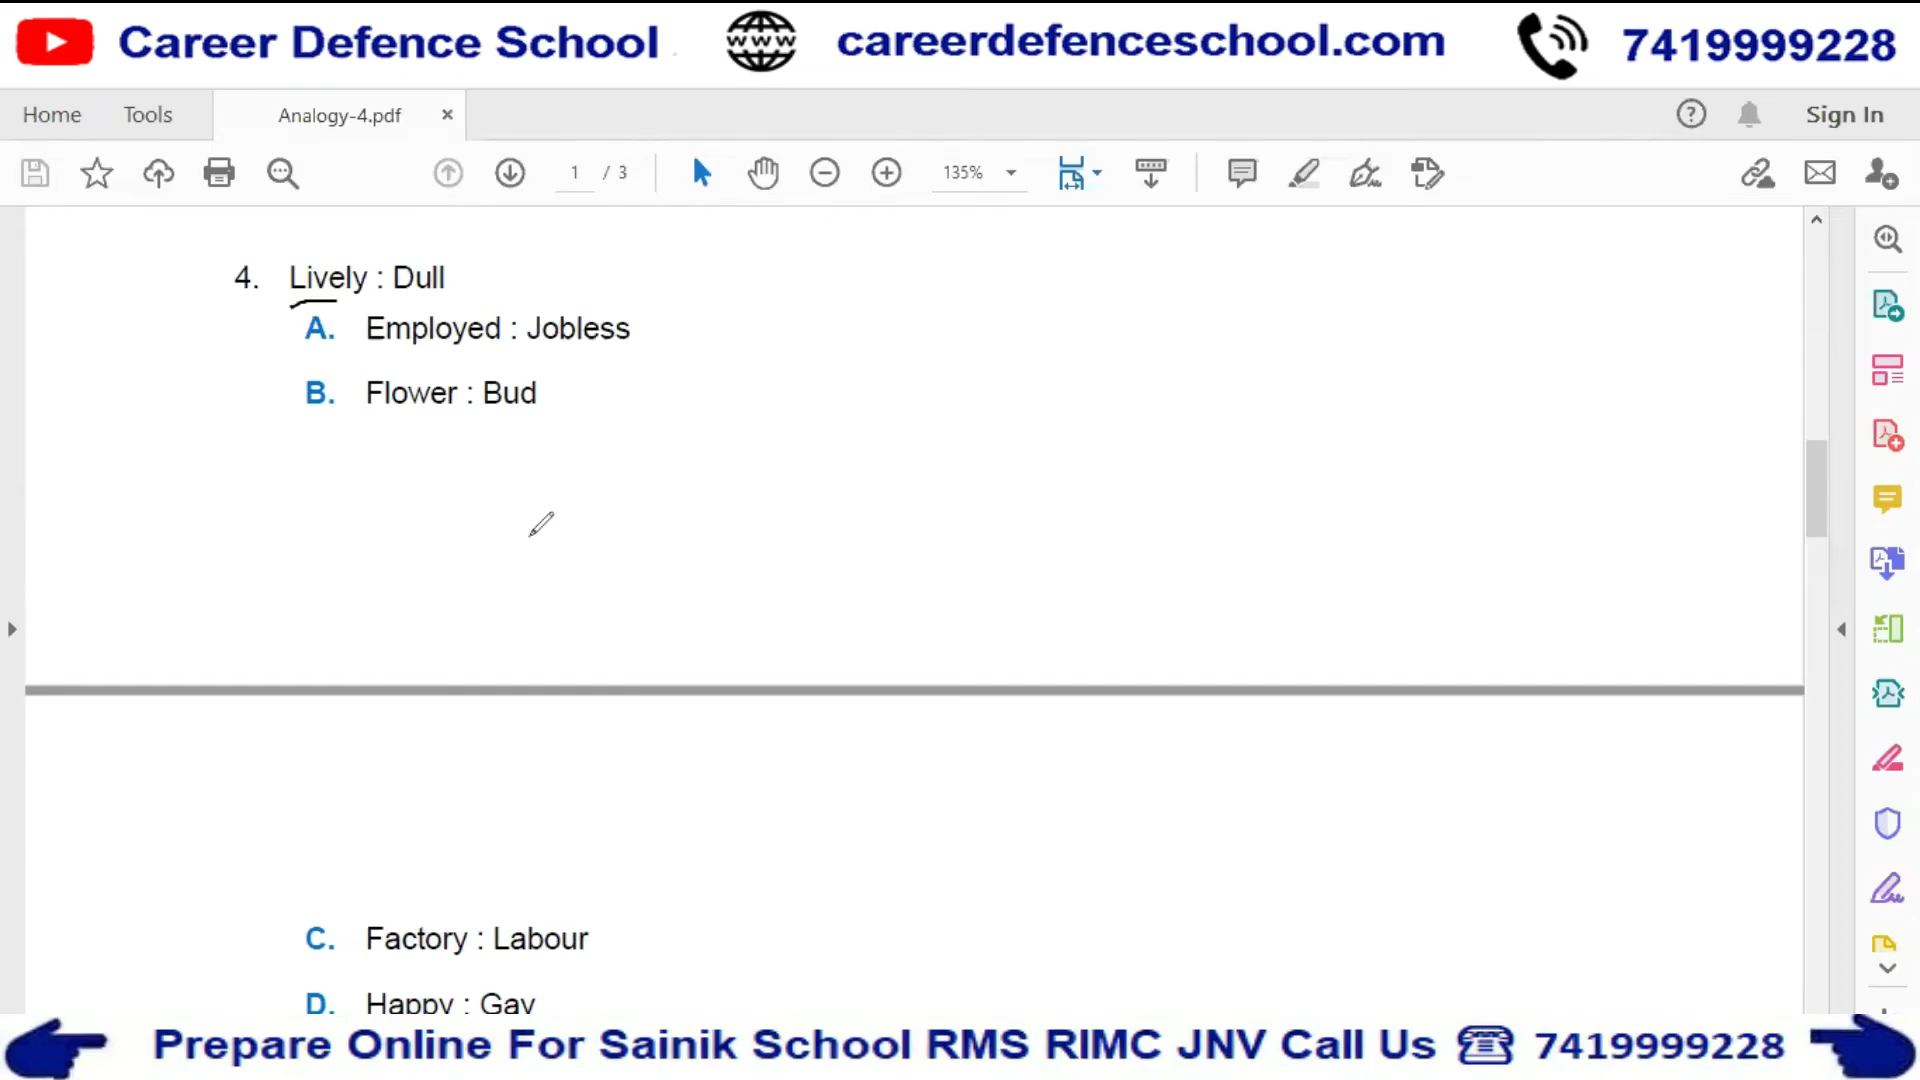 Career Defence School
www
careerdefenceschool.com
7419999228
Home Tools Analogy-4.pdf × ? Sign In
1 / 3 135%
4. Lively : Dull
A. Employed : Jobless
B. Flower : Bud
C. Factory : Labour
D. Happy : Gay
Prepare Online For Sainik School RMS RIMC JNV Call Us 7419999228